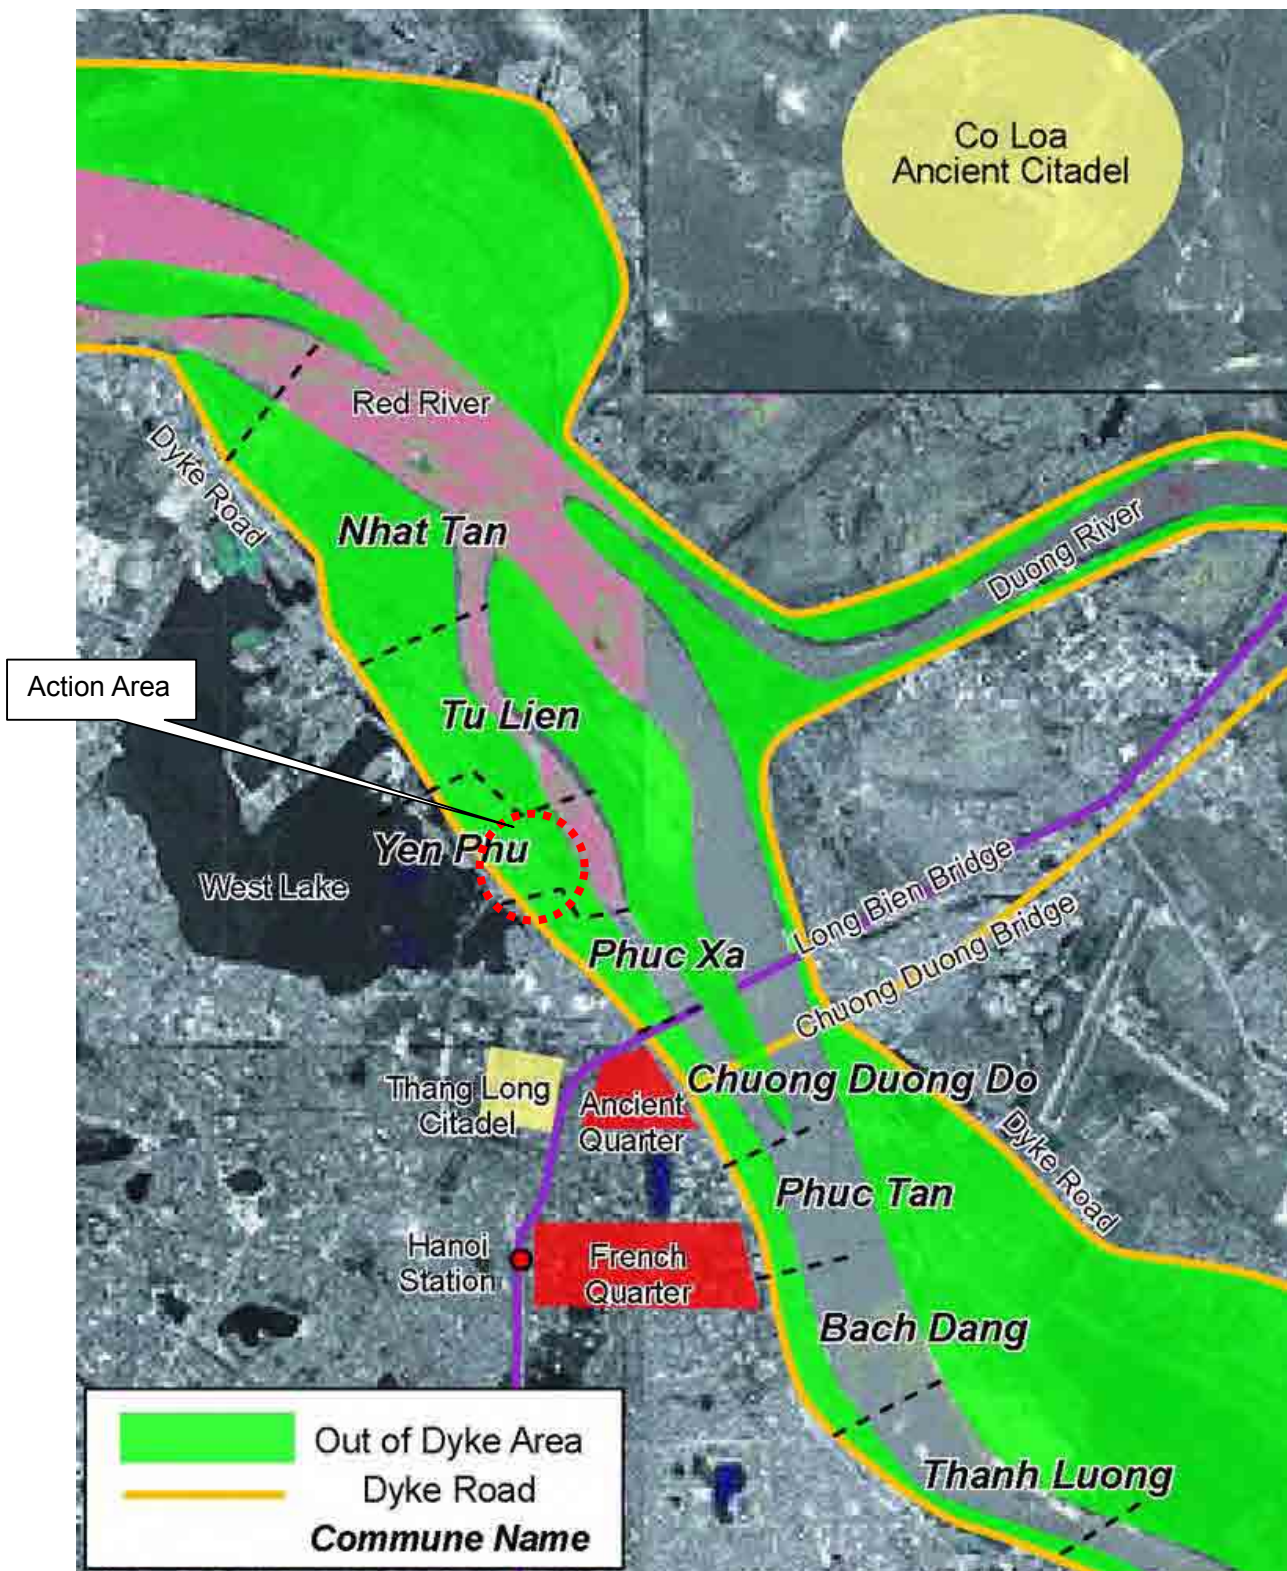 Co Loa
Ancient Citadel
Red River
Dyke Road
Nhat Tan
Duong River
Action Area
Tu Lien
Yen Phu
West Lake
Long Bien Bridge
Phuc Xa
Chuong Duong Bridge
Thang Long
Citadel
Ancient
Quarter
Chuong Duong Do
Dyke Road
Phuc Tan
Hanoi
Station
French
Quarter
Bach Dang
Thanh Luong
Out of Dyke Area
Dyke Road
Commune Name